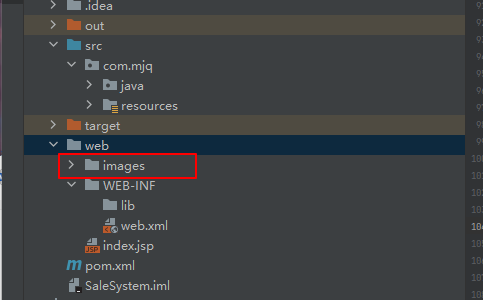 .idea
out
src
com.mjq
java
resources
target
web
images
WEB-INF
lib
web.xml
index.jsp
pom.xml
SaleSystem.iml